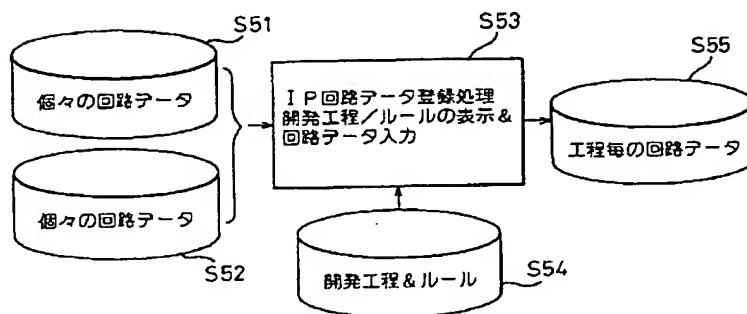 S51
個々の回路データ
個々の回路データ
S52
S53
IP回路データ登録処理
開発工程/ルールの表示&
回路データ入力
開発工程&ルール
S54
S55
工程毎の回路データ